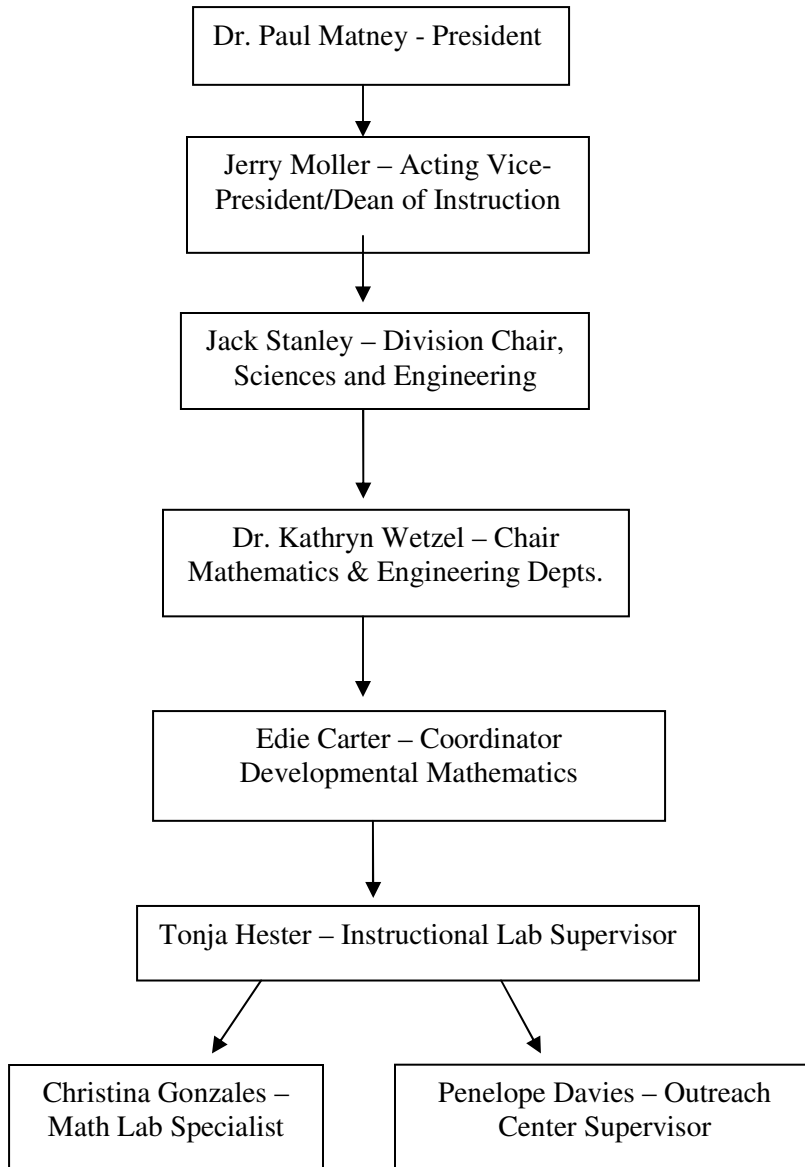 Dr. Paul Matney - President
Jerry Moller – Acting Vice-
President/Dean of Instruction
Jack Stanley – Division Chair,
Sciences and Engineering
Dr. Kathryn Wetzel – Chair
Mathematics & Engineering Depts.
Edie Carter – Coordinator
Developmental Mathematics
Tonja Hester – Instructional Lab Supervisor
Christina Gonzales –
Math Lab Specialist
Penelope Davies – Outreach
Center Supervisor